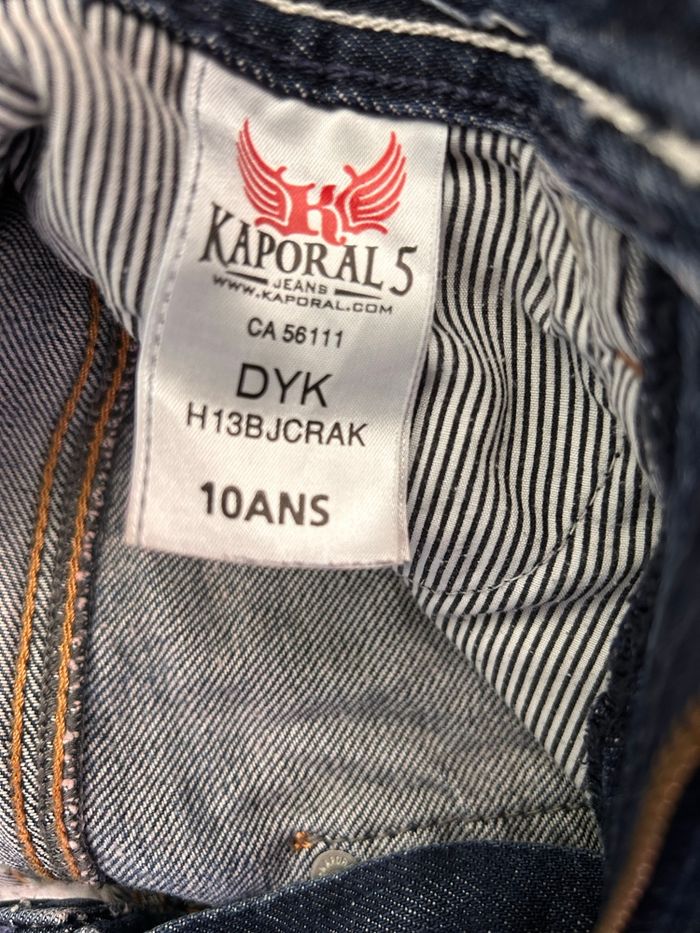 K
KAPORAL 5
JEANS
WWW.KAPORAL.COM
CA 56111
DYK
H13BJCRAK
10ANS